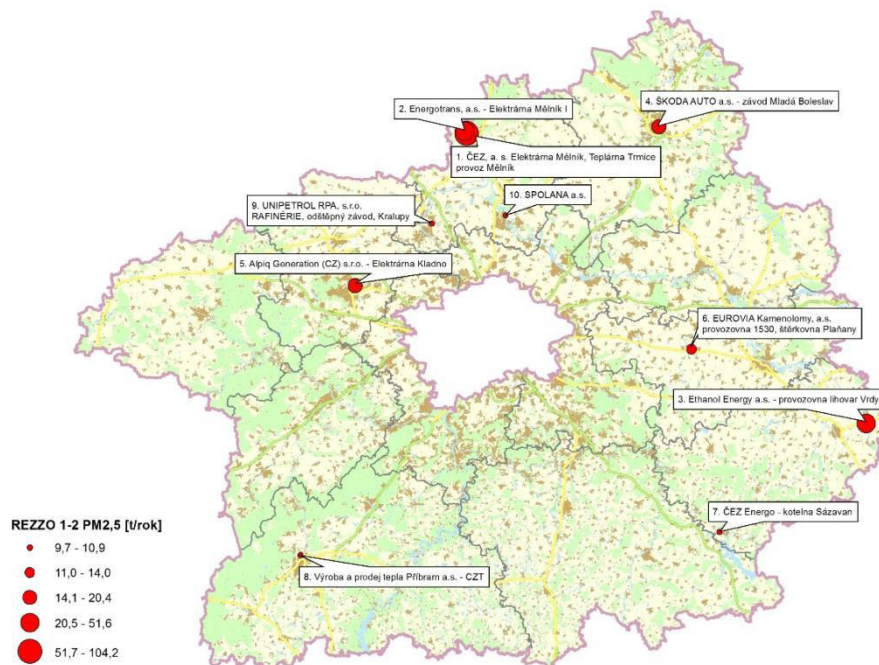 2. Energotrans, a.s. - Elektrárna Mělník I
4. ŠKODA AUTO a.s. - závod Mladá Boleslav
1. ČEZ, a. s. Elektrárna Mělník, Teplárna Trmice
provoz Mělník
10. SPOLANA a.s.
9. UNIPETROL RPA, s.r.o.
RAFINÉRIE, odštěpný závod, Kralupy
5. Alpiq Generation (CZ) s.r.o. - Elektrárna Kladno
6. EUROVIA Kamenolomy, a.s.
provozovna 1530, štěrkovna Plaňany
3. Ethanol Energy a.s. - provozovna lihovar Vrdy
7. ČEZ Energo - kotelna Sázavan
8. Výroba a prodej tepla Příbram a.s. - CZT
REZZO 1-2 PM2,5 [t/rok]
9,7 - 10,9
11,0 - 14,0
14,1 - 20,4
20,5 - 51,6
51,7 - 104,2